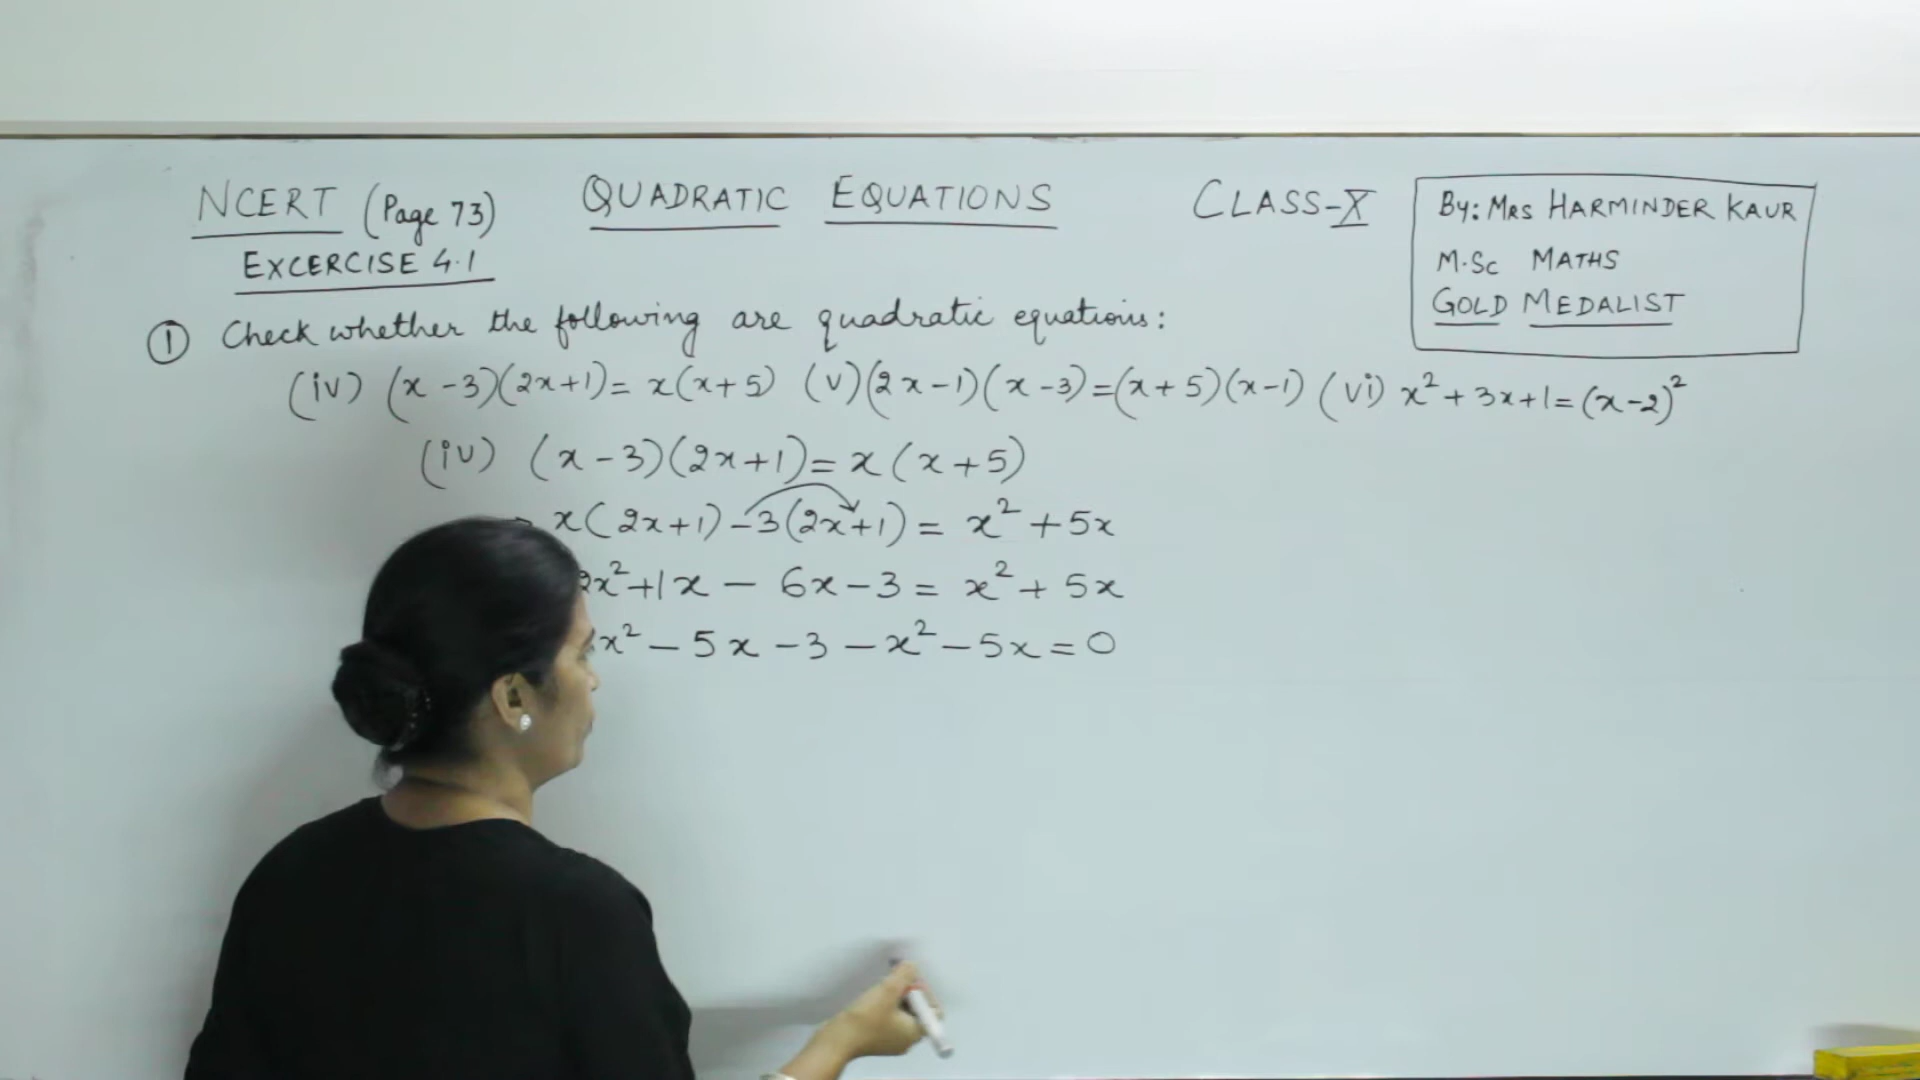 NCERT (Page 73)
EXCERCISE 4.1
QUADRATIC EQUATIONS
CLASS-X
By: MRS HARMINDER KAUR
M.Sc MATHS
GOLD MEDALIST
① Check whether the following are quadratic equations:
(iv) (x-3)(2x+1)= x(x+5) (v)(2x-1)(x-3)=(x+5)(x-1) (vi) x²+3x+1=(x-2)²
(iv) (x-3)(2x+1)= x(x+5)
x(2x+1)-3(2x+1) = x²+5x
2x²+1x - 6x-3 = x²+5x
x² - 5x -3 -x² -5x = 0